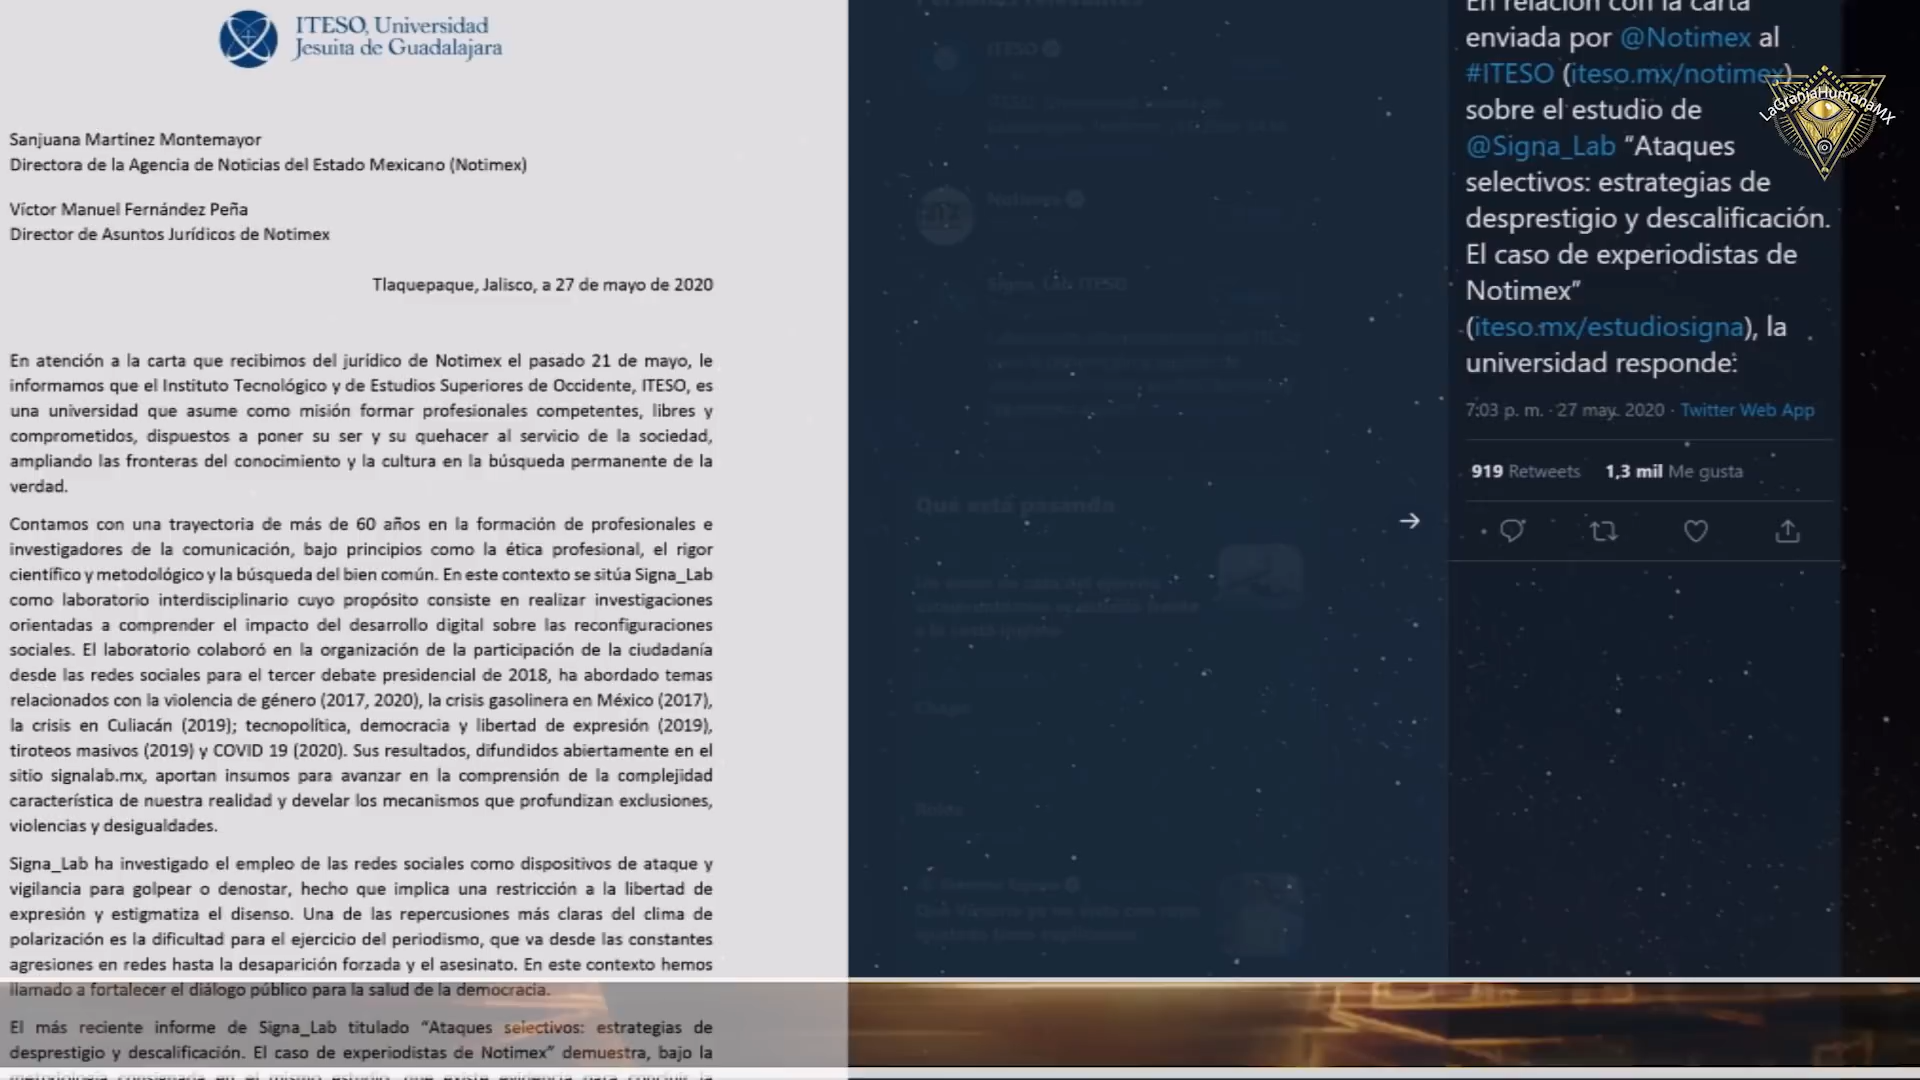 ITESO, Universidad
Jesuita de Guadalajara
Sanjuana Martínez Montemayor
Directora de la Agencia de Noticias del Estado Mexicano (Notimex)
Víctor Manuel Fernández Peña
Director de Asuntos Jurídicos de Notimex
Tlaquepaque, Jalisco, a 27 de mayo de 2020
En atención a la carta que recibimos del jurídico de Notimex el pasado 21 de mayo, le
informamos que el Instituto Tecnológico y de Estudios Superiores de Occidente, ITESO, es
una universidad que asume como misión formar profesionales competentes, libres y
comprometidos, dispuestos a poner su ser y su quehacer al servicio de la sociedad,
ampliando las fronteras del conocimiento y la cultura en la búsqueda permanente de la
verdad.
Contamos con una trayectoria de más de 60 años en la formación de profesionales e
investigadores de la comunicación, bajo principios como la ética profesional, el rigor
científico y metodológico y la búsqueda del bien común. En este contexto se sitúa Signa_Lab
como laboratorio interdisciplinario cuyo propósito consiste en realizar investigaciones
orientadas a comprender el impacto del desarrollo digital sobre las reconfiguraciones
sociales. El laboratorio colaboró en la organización de la participación de la ciudadanía
desde las redes sociales para el tercer debate presidencial de 2018, ha abordado temas
relacionados con la violencia de género (2017, 2020), la crisis gasolinera en México (2017),
la crisis en Culiacán (2019); tecnopolítica, democracia y libertad de expresión (2019),
tiroteos masivos (2019) y COVID 19 (2020). Sus resultados, difundidos abiertamente en el
sitio signalab.mx, aportan insumos para avanzar en la comprensión de la complejidad
característica de nuestra realidad y develar los mecanismos que profundizan exclusiones,
violencias y desigualdades.
Signa_Lab ha investigado el empleo de las redes sociales como dispositivos de ataque y
vigilancia para golpear o denostar, hecho que implica una restricción a la libertad de
expresión y estigmatiza el disenso. Una de las repercusiones más claras del clima de
polarización es la dificultad para el ejercicio del periodismo, que va desde las constantes
agresiones en redes hasta la desaparición forzada y el asesinato. En este contexto hemos
llamado a fortalecer el diálogo público para la salud de la democracia.
El más reciente informe de Signa_Lab titulado “Ataques selectivos: estrategias de
desprestigio y descalificación. El caso de experiodistas de Notimex” demuestra, bajo la
ITESO
Notimex
Signa_Lab ITESO
Qué está pasando
En relación con la carta
enviada por @Notimex al
#ITESO (iteso.mx/notimex)
sobre el estudio de
@Signa_Lab “Ataques
selectivos: estrategias de
desprestigio y descalificación.
El caso de experiodistas de
Notimex”
(iteso.mx/estudiosigna), la
universidad responde:
7:03 p. m. · 27 may. 2020 · Twitter Web App
919 Retweets 1,3 mil Me gusta
LaGranjaHumanaMX